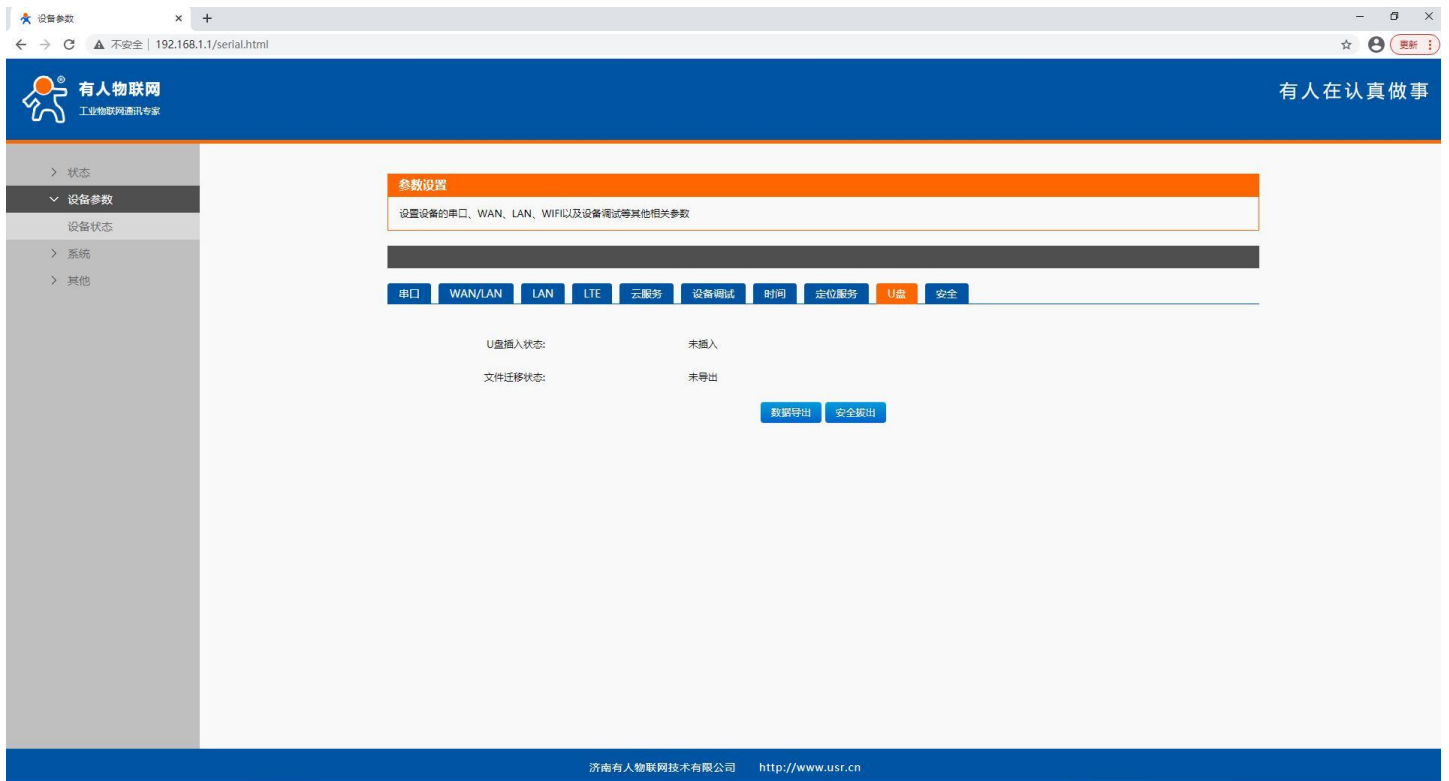 设备参数
不安全 | 192.168.1.1/serial.html
更新
有人物联网
®
工业物联网通讯专家
有人在认真做事
状态
设备参数
设备状态
系统
其他
参数设置
设置设备的串口、WAN、LAN、WIFI以及设备调试等其他相关参数
串口 WAN/LAN LAN LTE 云服务 设备调试 时间 定位服务 U盘 安全
U盘插入状态: 未插入
文件迁移状态: 未导出
数据导出 安全拔出
济南有人物联网技术有限公司 http://www.usr.cn